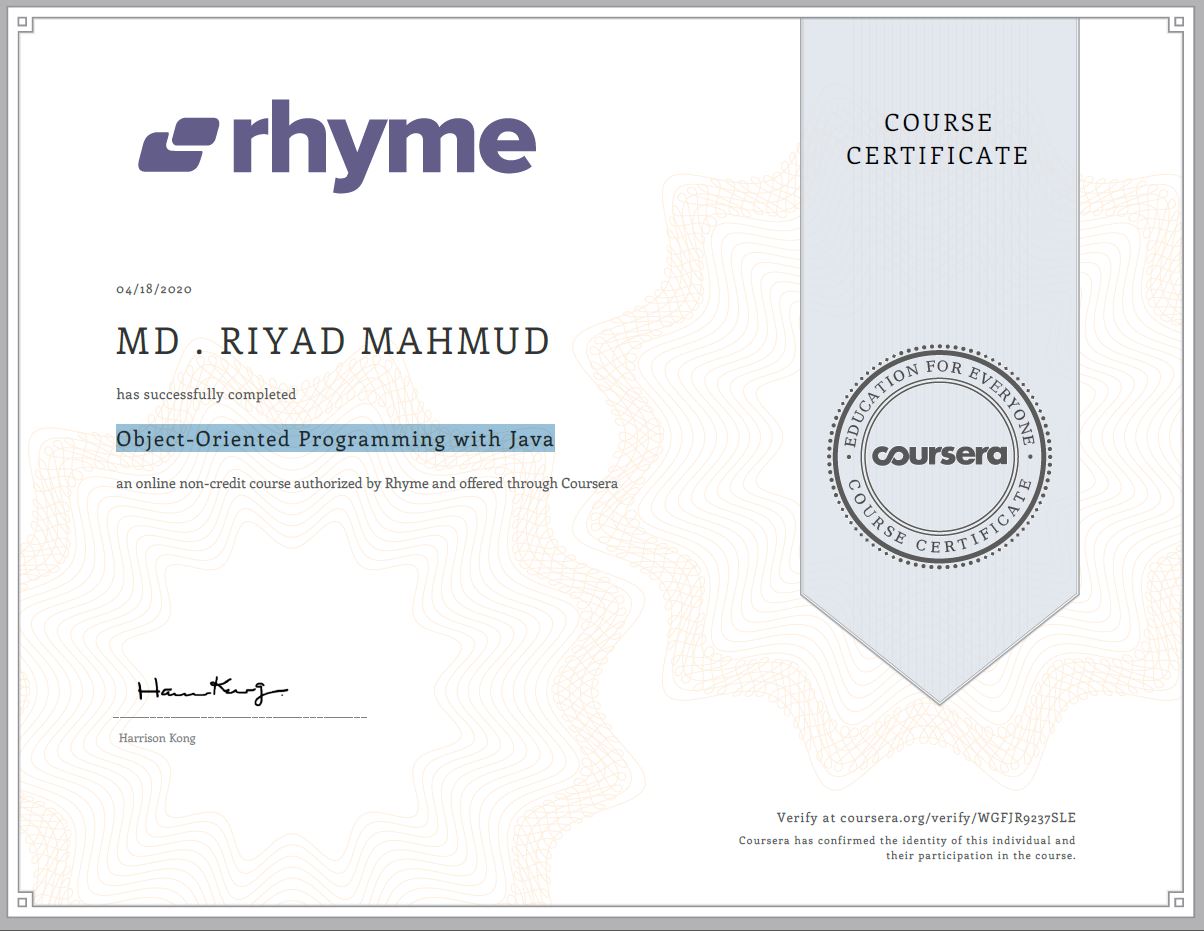 rhyme
COURSE
CERTIFICATE
04/18/2020
MD . RIYAD MAHMUD
has successfully completed
Object-Oriented Programming with Java
an online non-credit course authorized by Rhyme and offered through Coursera
EDUCATION FOR EVERYONE
coursera
COURSE CERTIFICATE
Harrison Kong
Verify at coursera.org/verify/WGFJR9237SLE
Coursera has confirmed the identity of this individual and
their participation in the course.